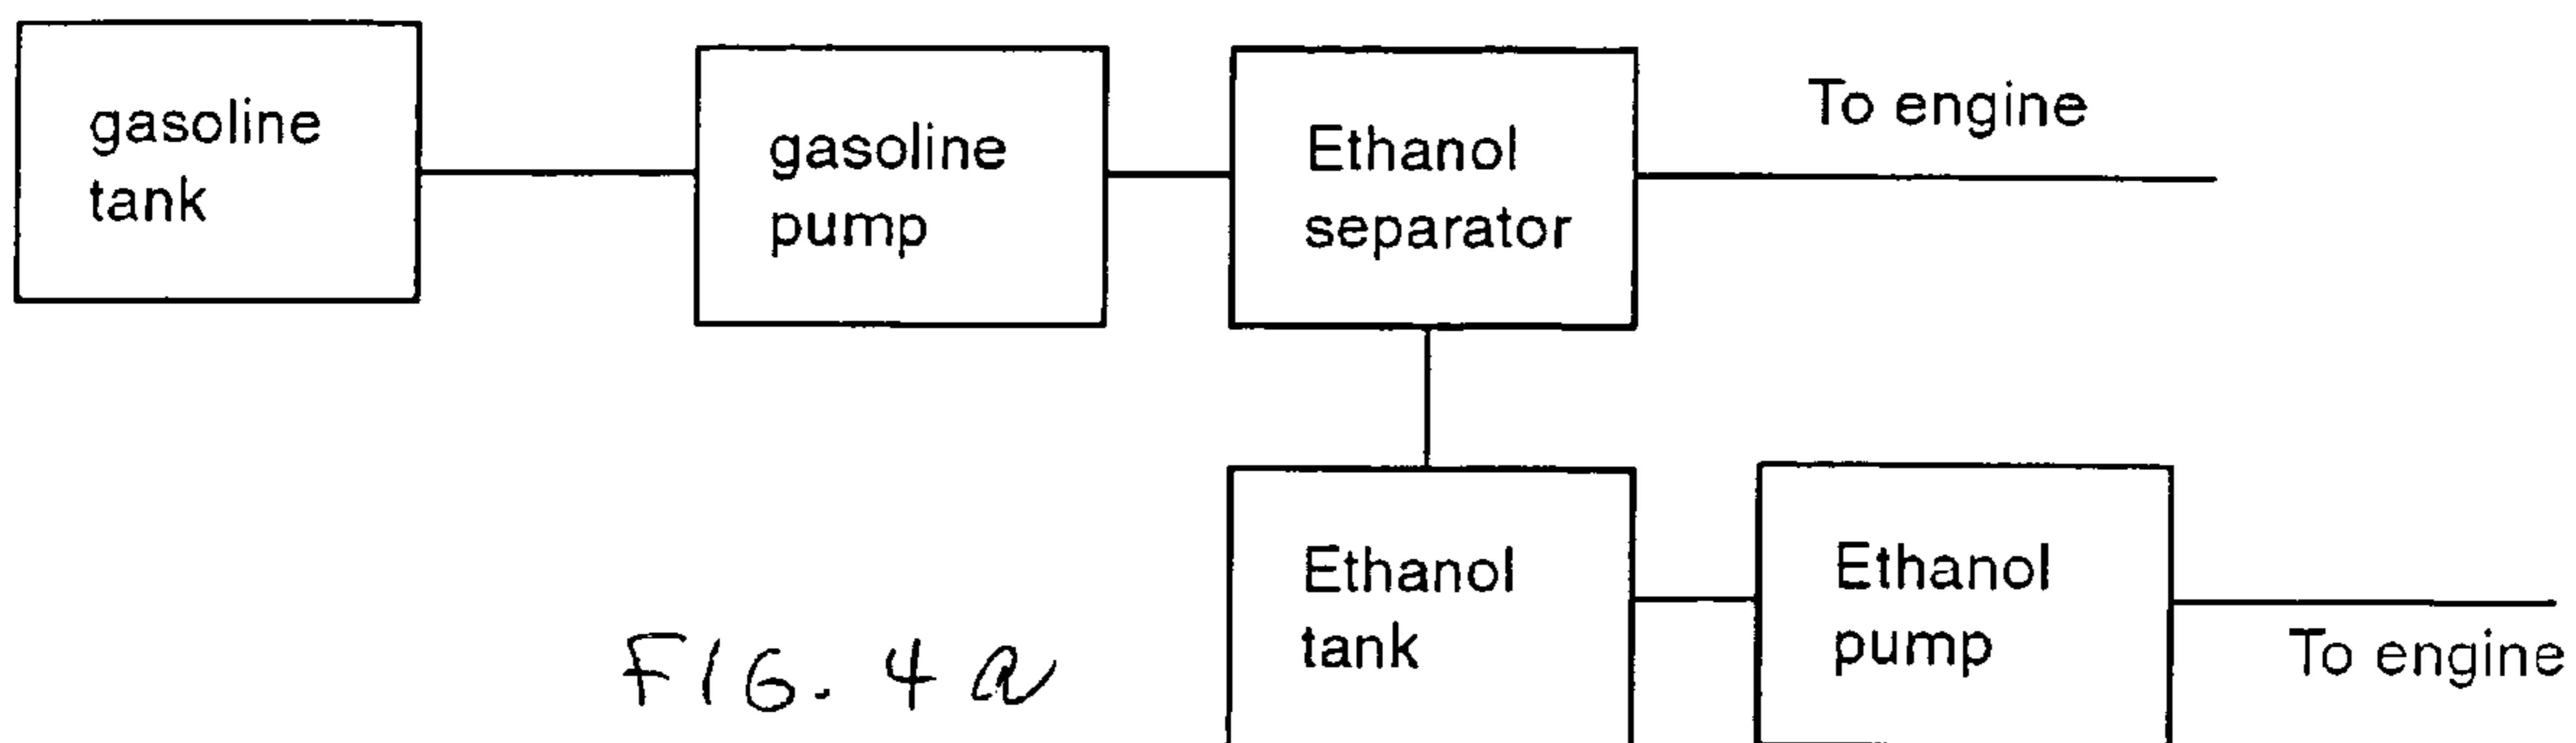 gasoline
tank
gasoline
pump
Ethanol
separator
To engine
Ethanol
tank
Ethanol
pump
To engine
FIG. 4a